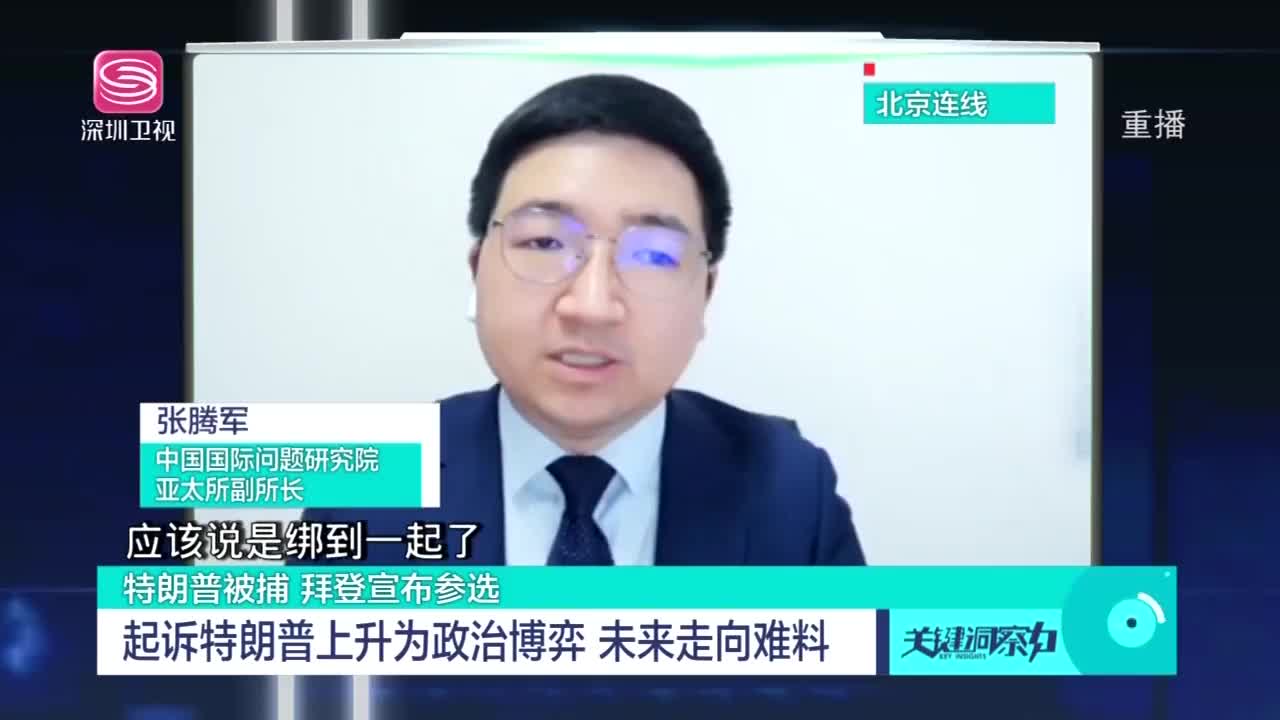 深圳卫视
北京连线
重播
张腾军
中国国际问题研究院
亚太所副所长
应该说是绑到一起了
特朗普被捕 拜登宣布参选
起诉特朗普上升为政治博弈 未来走向难料
关键洞察力
KEY INSIGHTS